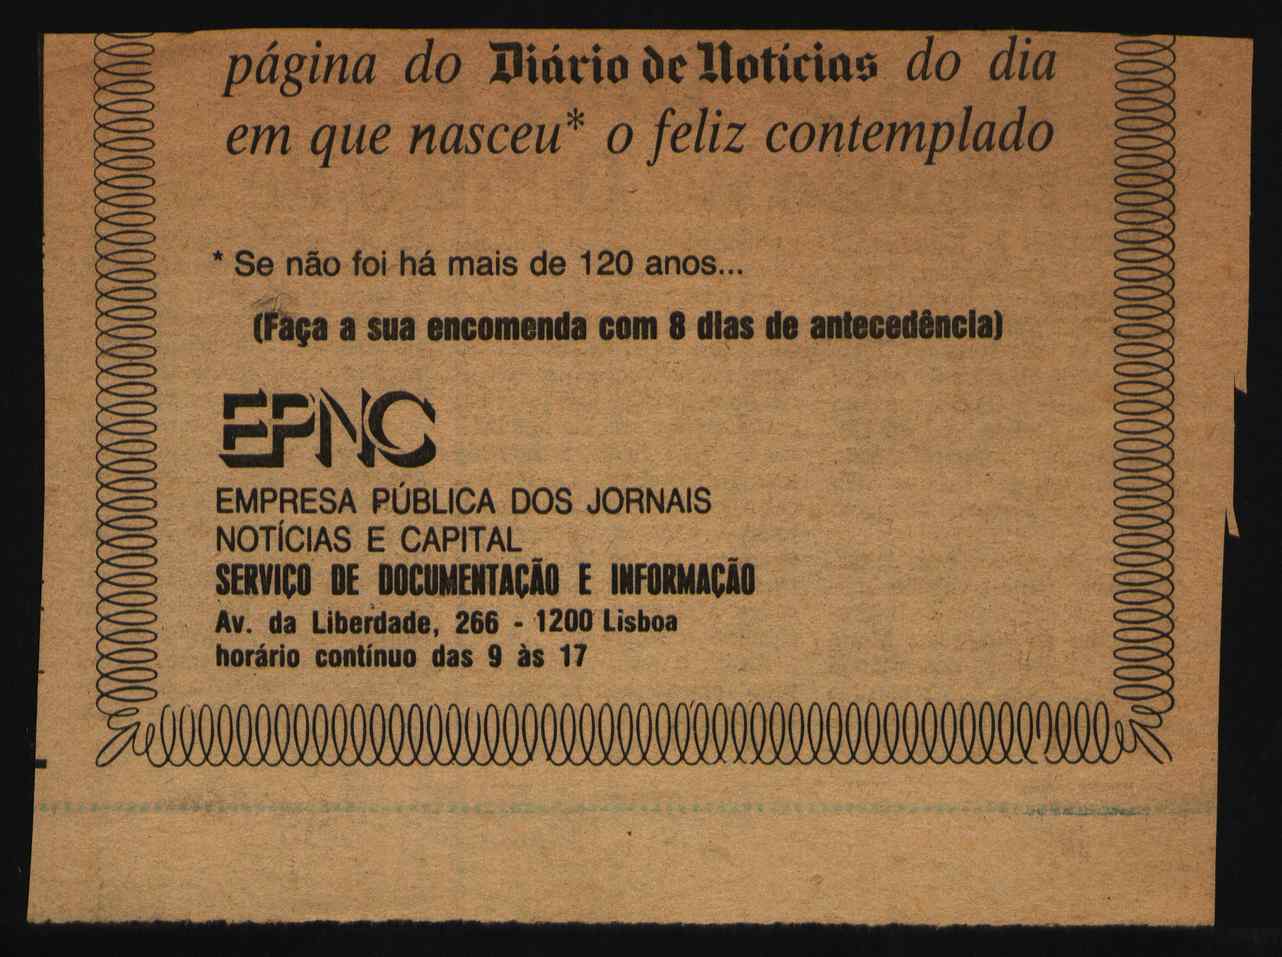 página do Diário de Notícias do dia
em que nasceu* o feliz contemplado
* Se não foi há mais de 120 anos...
(Faça a sua encomenda com 8 dias de antecedência)
EPNC
EMPRESA PÚBLICA DOS JORNAIS
NOTÍCIAS E CAPITAL
SERVIÇO DE DOCUMENTAÇÃO E INFORMAÇÃO
Av. da Liberdade, 266 - 1200 Lisboa
horário contínuo das 9 às 17